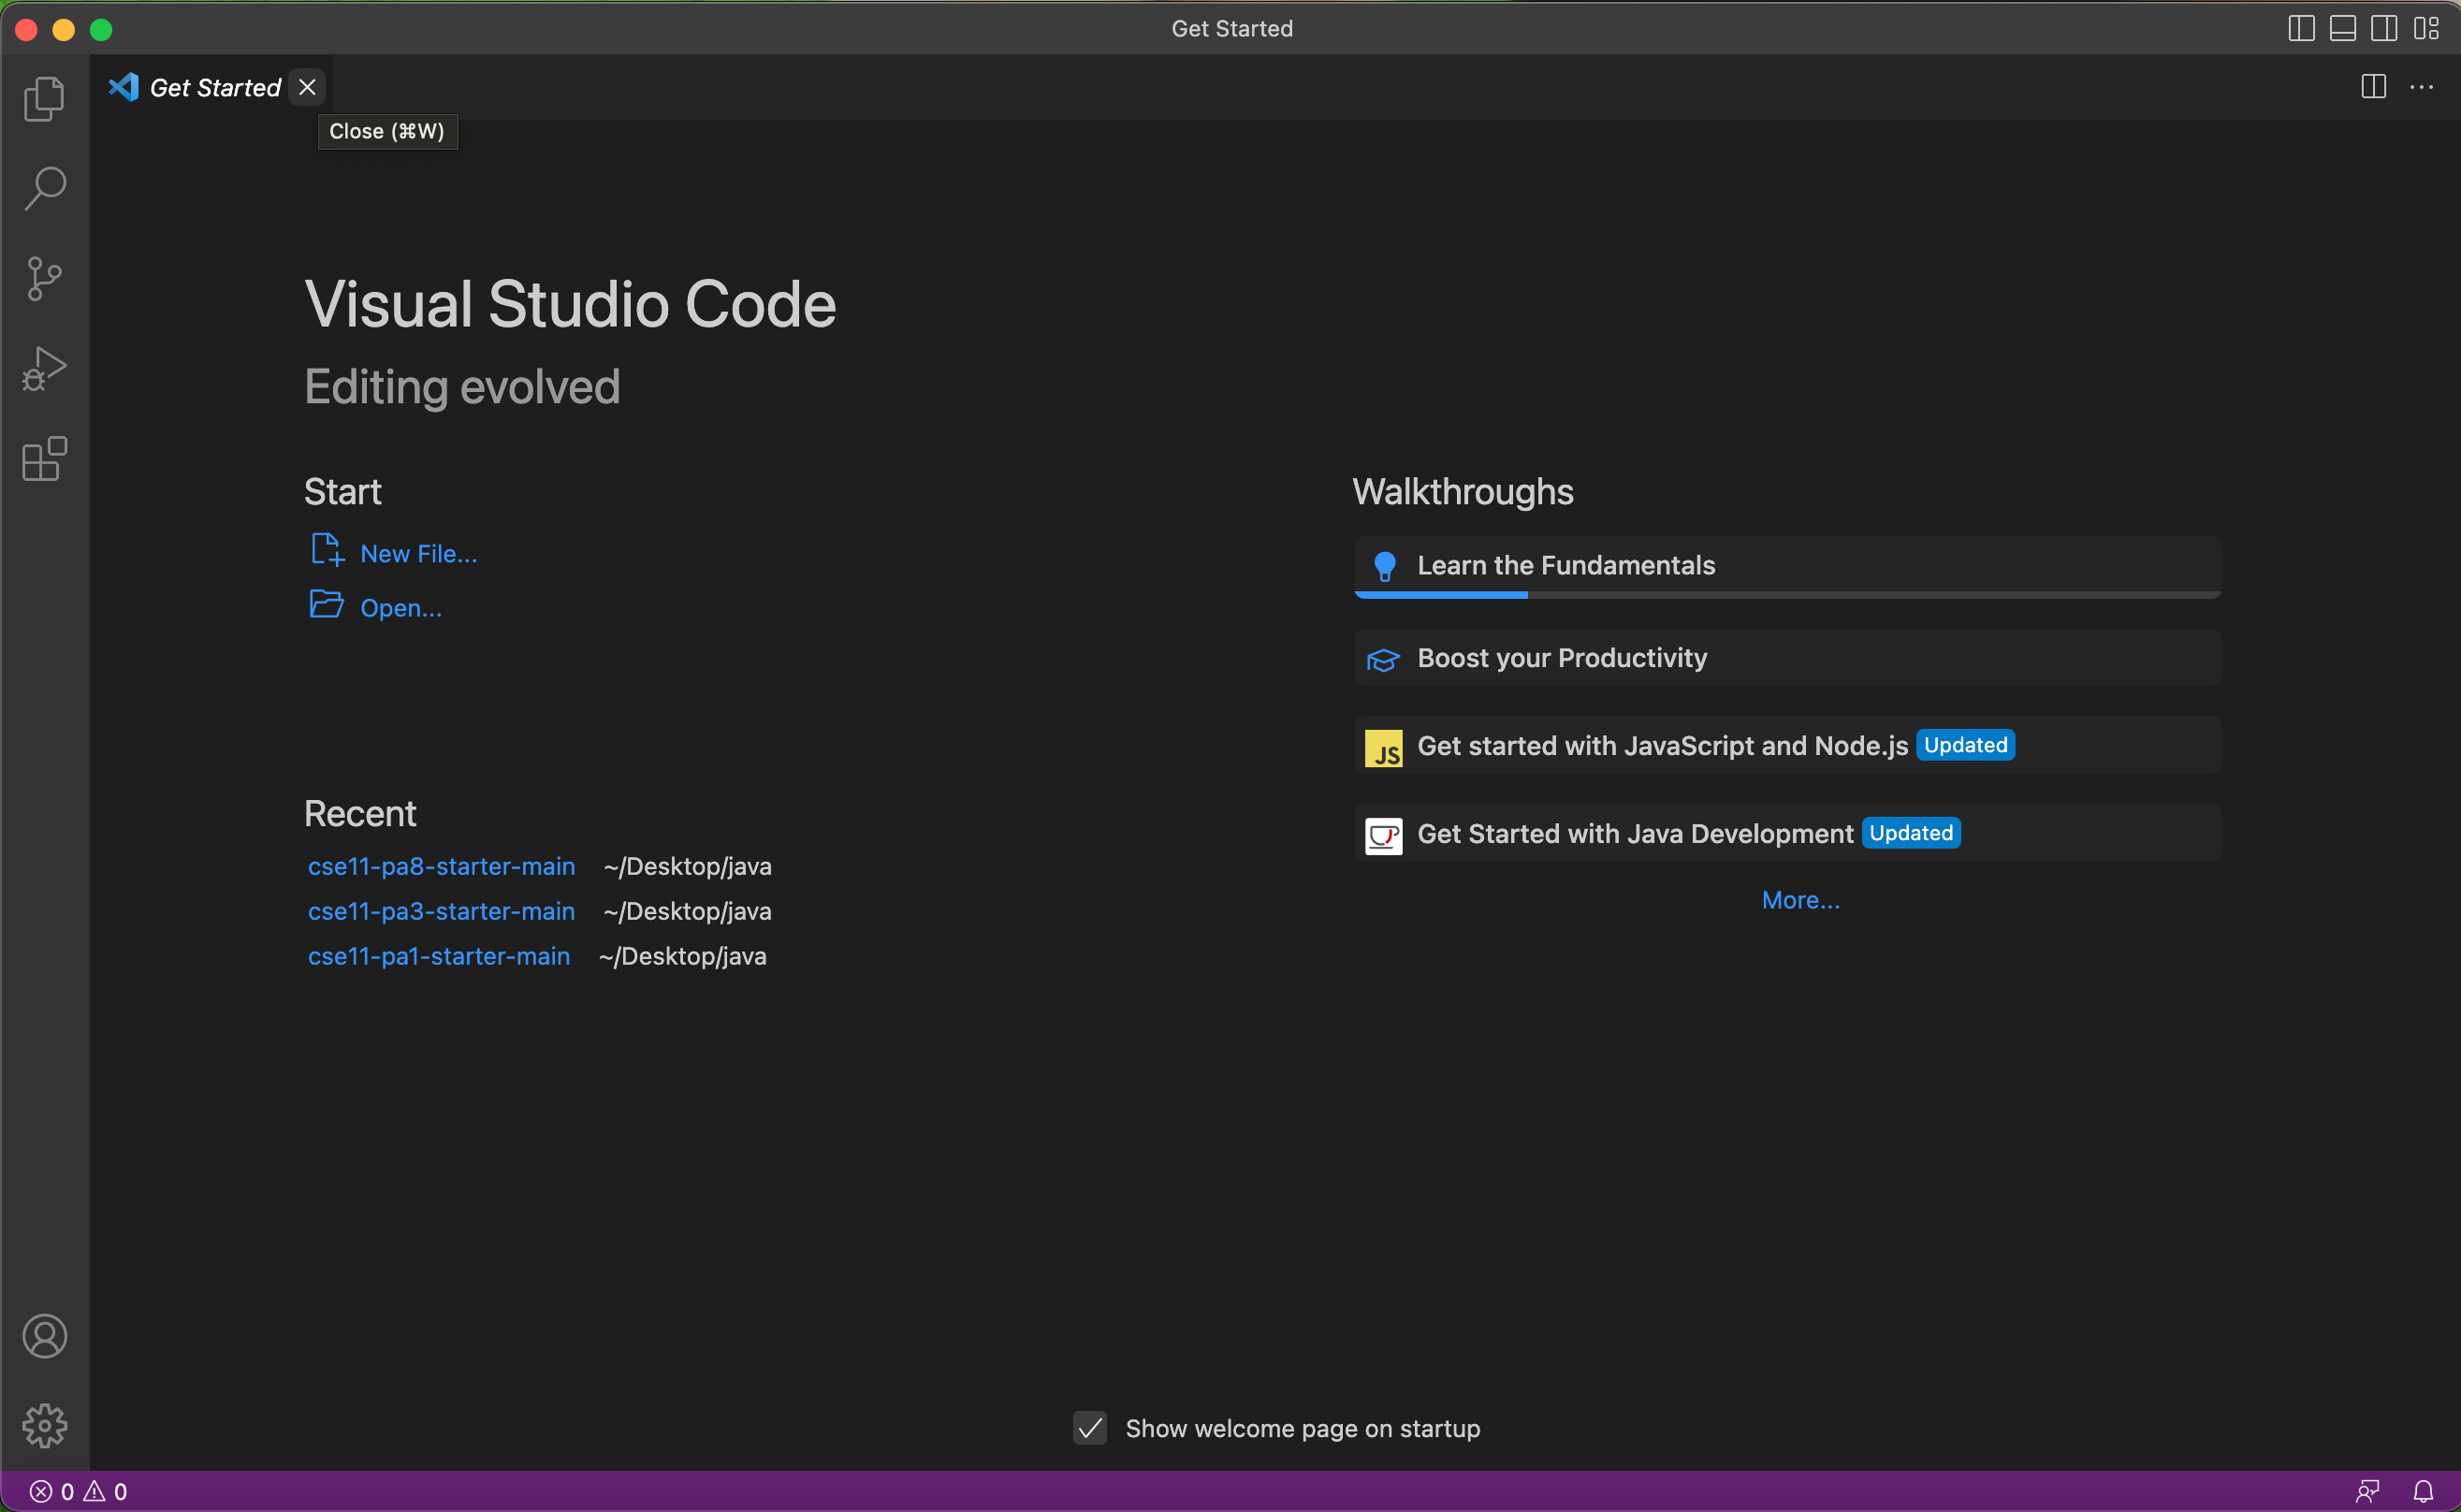 Get Started
Get Started
Close (⌘W)
Visual Studio Code
Editing evolved
Start
New File...
Open...
Recent
cse11-pa8-starter-main ~/Desktop/java
cse11-pa3-starter-main ~/Desktop/java
cse11-pa1-starter-main ~/Desktop/java
Walkthroughs
Learn the Fundamentals
Boost your Productivity
JS Get started with JavaScript and Node.js Updated
Get Started with Java Development Updated
More...
Show welcome page on startup
0 0